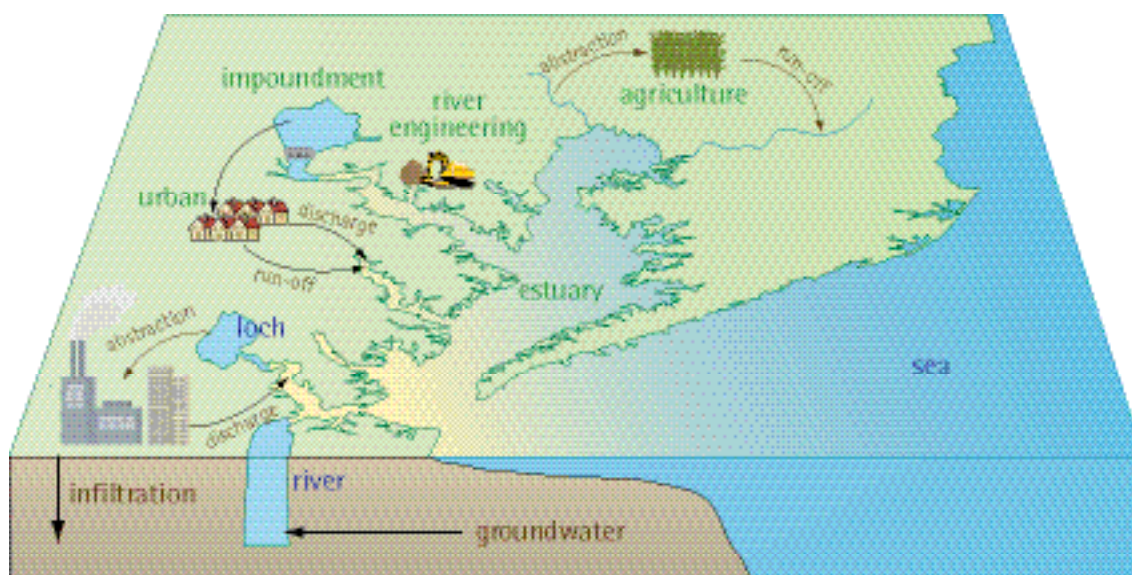 abstraction
run-off
agriculture
impoundment
river
engineering
urban
discharge
run-off
estuary
abstraction
loch
sea
discharge
river
infiltration
groundwater